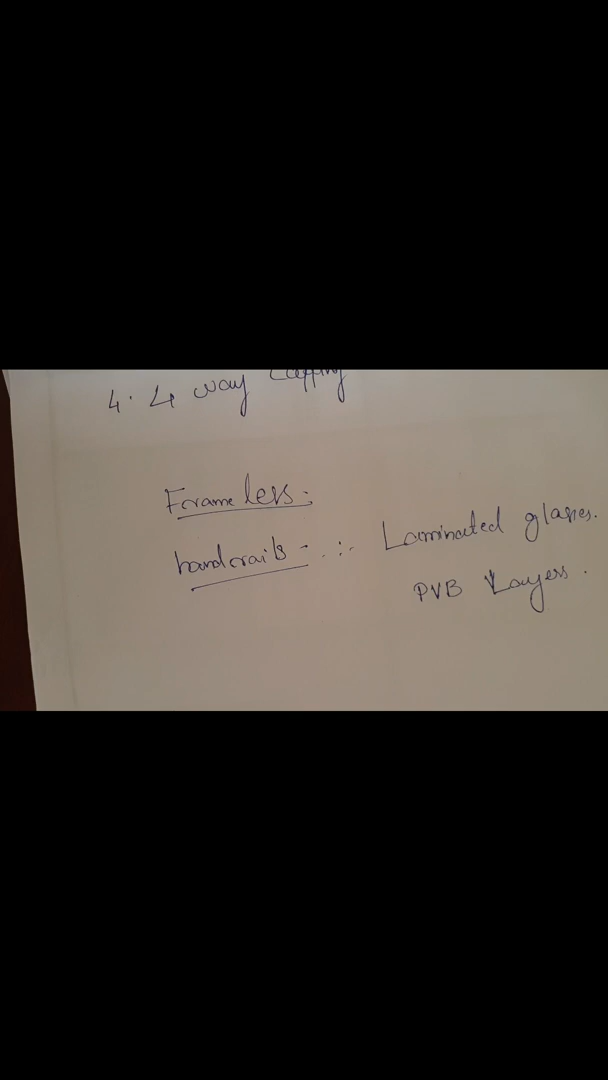 4. 4 way
Frameless:
handrails - .:. Laminated glasses.
PVB Layers.